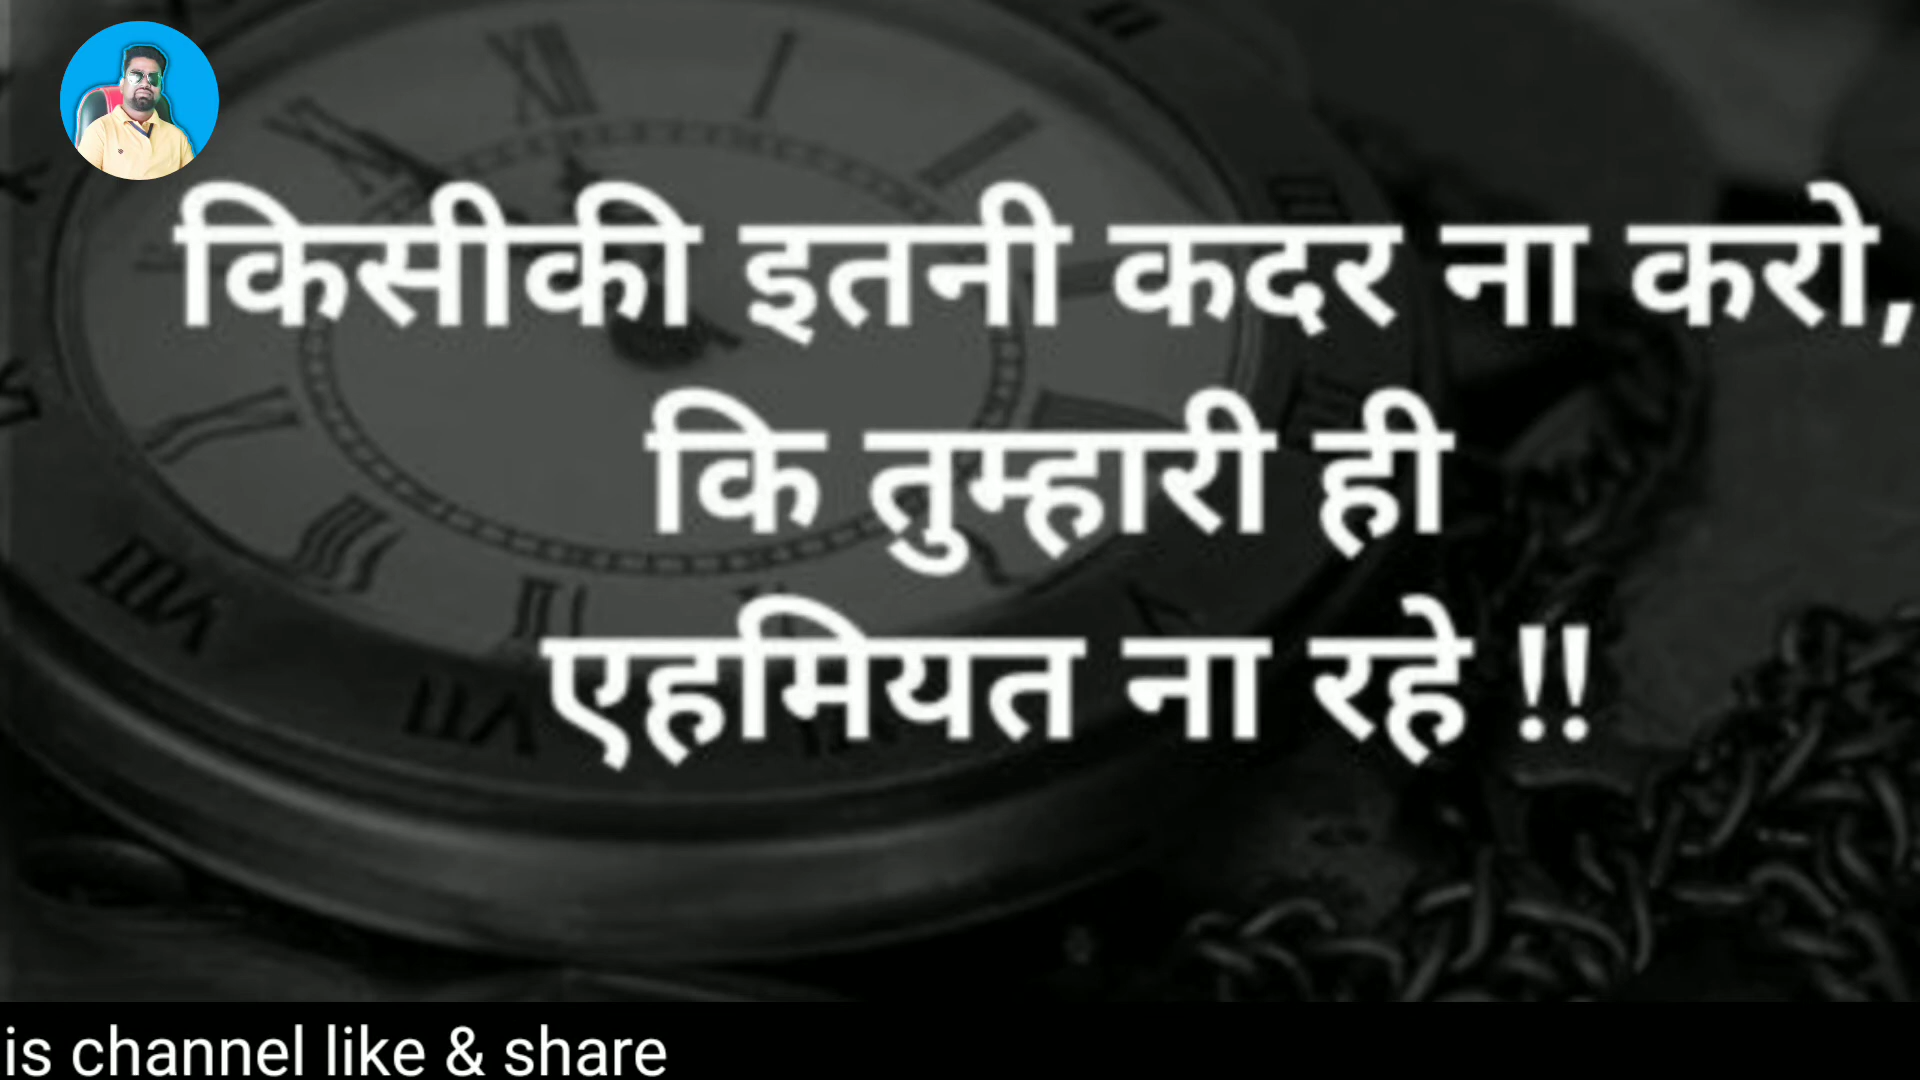 किसीकी इतनी कदर ना करो,
कि तुम्हारी ही
एहमियत ना रहे !!
is channel like & share